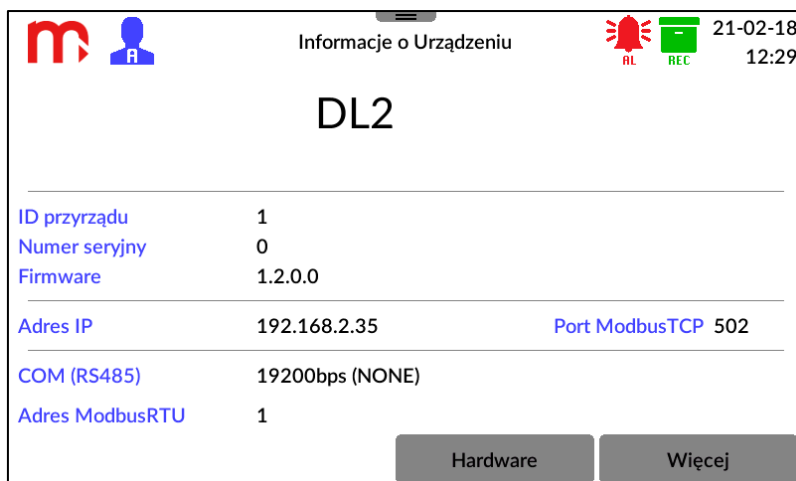 m
A
Informacje o Urządzeniu
AL
REC
21-02-18
12:29
DL2
ID przyrządu 1
Numer seryjny 0
Firmware 1.2.0.0
Adres IP 192.168.2.35 Port ModbusTCP 502
COM (RS485) 19200bps (NONE)
Adres ModbusRTU 1
Hardware Więcej